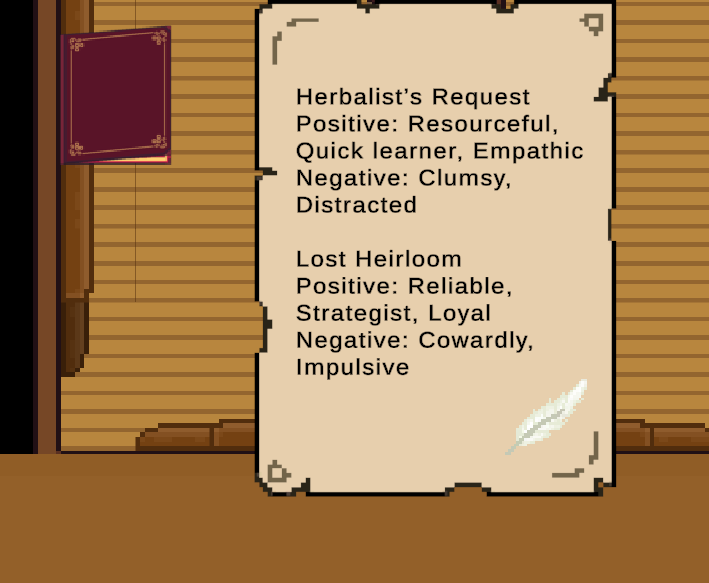 Herbalist’s Request
Positive: Resourceful,
Quick learner, Empathic
Negative: Clumsy,
Distracted
Lost Heirloom
Positive: Reliable,
Strategist, Loyal
Negative: Cowardly,
Impulsive